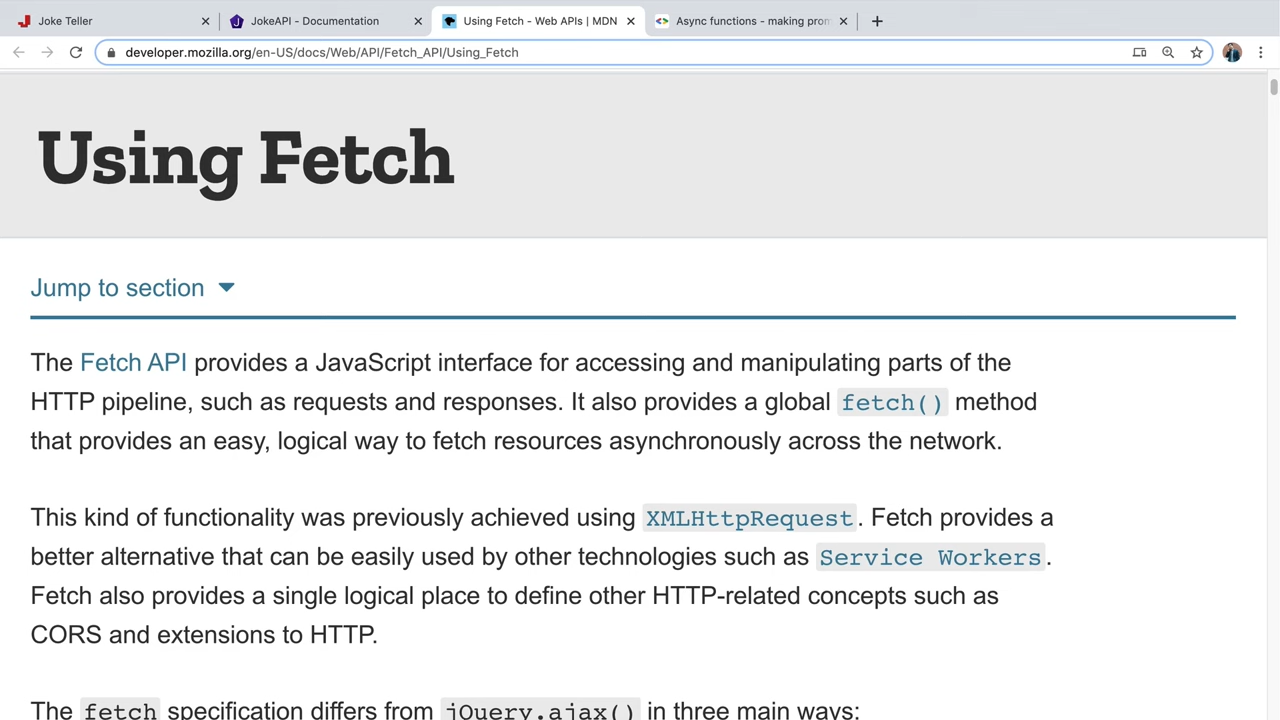 Joke Teller
JokeAPI - Documentation
Using Fetch - Web APIs | MDN
Async functions - making pron
developer.mozilla.org/en-US/docs/Web/API/Fetch_API/Using_Fetch
Using Fetch
Jump to section
The Fetch API provides a JavaScript interface for accessing and manipulating parts of the
HTTP pipeline, such as requests and responses. It also provides a global fetch() method
that provides an easy, logical way to fetch resources asynchronously across the network.
This kind of functionality was previously achieved using XMLHttpRequest. Fetch provides a
better alternative that can be easily used by other technologies such as Service Workers.
Fetch also provides a single logical place to define other HTTP-related concepts such as
CORS and extensions to HTTP.
The fetch specification differs from jQuery.ajax() in three main ways: